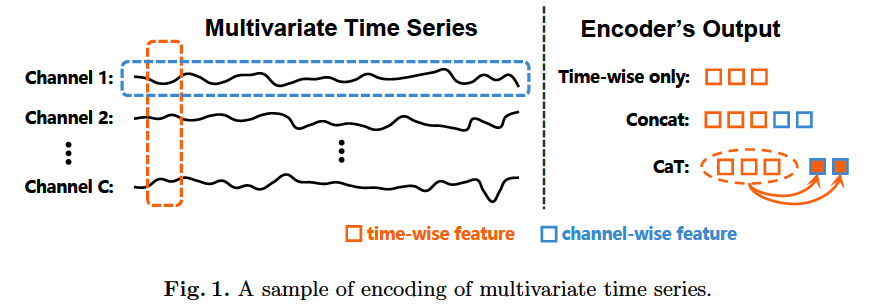 Multivariate Time Series
Encoder's Output
Channel 1:
Channel 2:
Channel C:
Time-wise only:
Concat:
CaT:
time-wise feature
channel-wise feature
Fig. 1. A sample of encoding of multivariate time series.